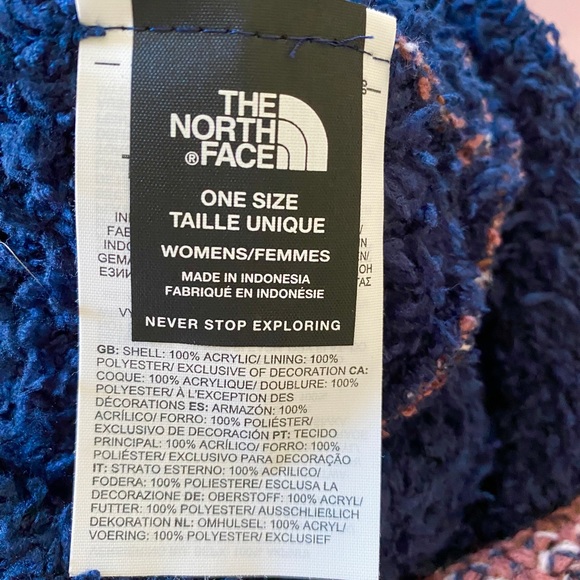 THE
NORTH
®FACE
ONE SIZE
TAILLE UNIQUE
WOMENS/FEMMES
MADE IN INDONESIA
FABRIQUÉ EN INDONÉSIE
NEVER STOP EXPLORING
GB: SHELL: 100% ACRYLIC/ LINING: 100%
POLYESTER/ EXCLUSIVE OF DECORATION CA:
COQUE: 100% ACRYLIQUE/ DOUBLURE: 100%
POLYESTER/ À L'EXCEPTION DES
DÉCORATIONS ES: ARMAZÓN: 100%
ACRÍLICO/ FORRO: 100% POLIÉSTER/
EXCLUSIVO DE DECORACIÓN PT: TECIDO
PRINCIPAL: 100% ACRÍLICO/ FORRO: 100%
POLIÉSTER/ EXCLUSIVO PARA DECORAÇÃO
IT: STRATO ESTERNO: 100% ACRILICO/
FODERA: 100% POLIESTERE/ ESCLUSA LA
DECORAZIONE DE: OBERSTOFF: 100% ACRYL/
FUTTER: 100% POLYESTER/ AUSSCHLIEßLICH
DEKORATION NL: OMHULSEL: 100% ACRYL/
VOERING: 100% POLYESTER/